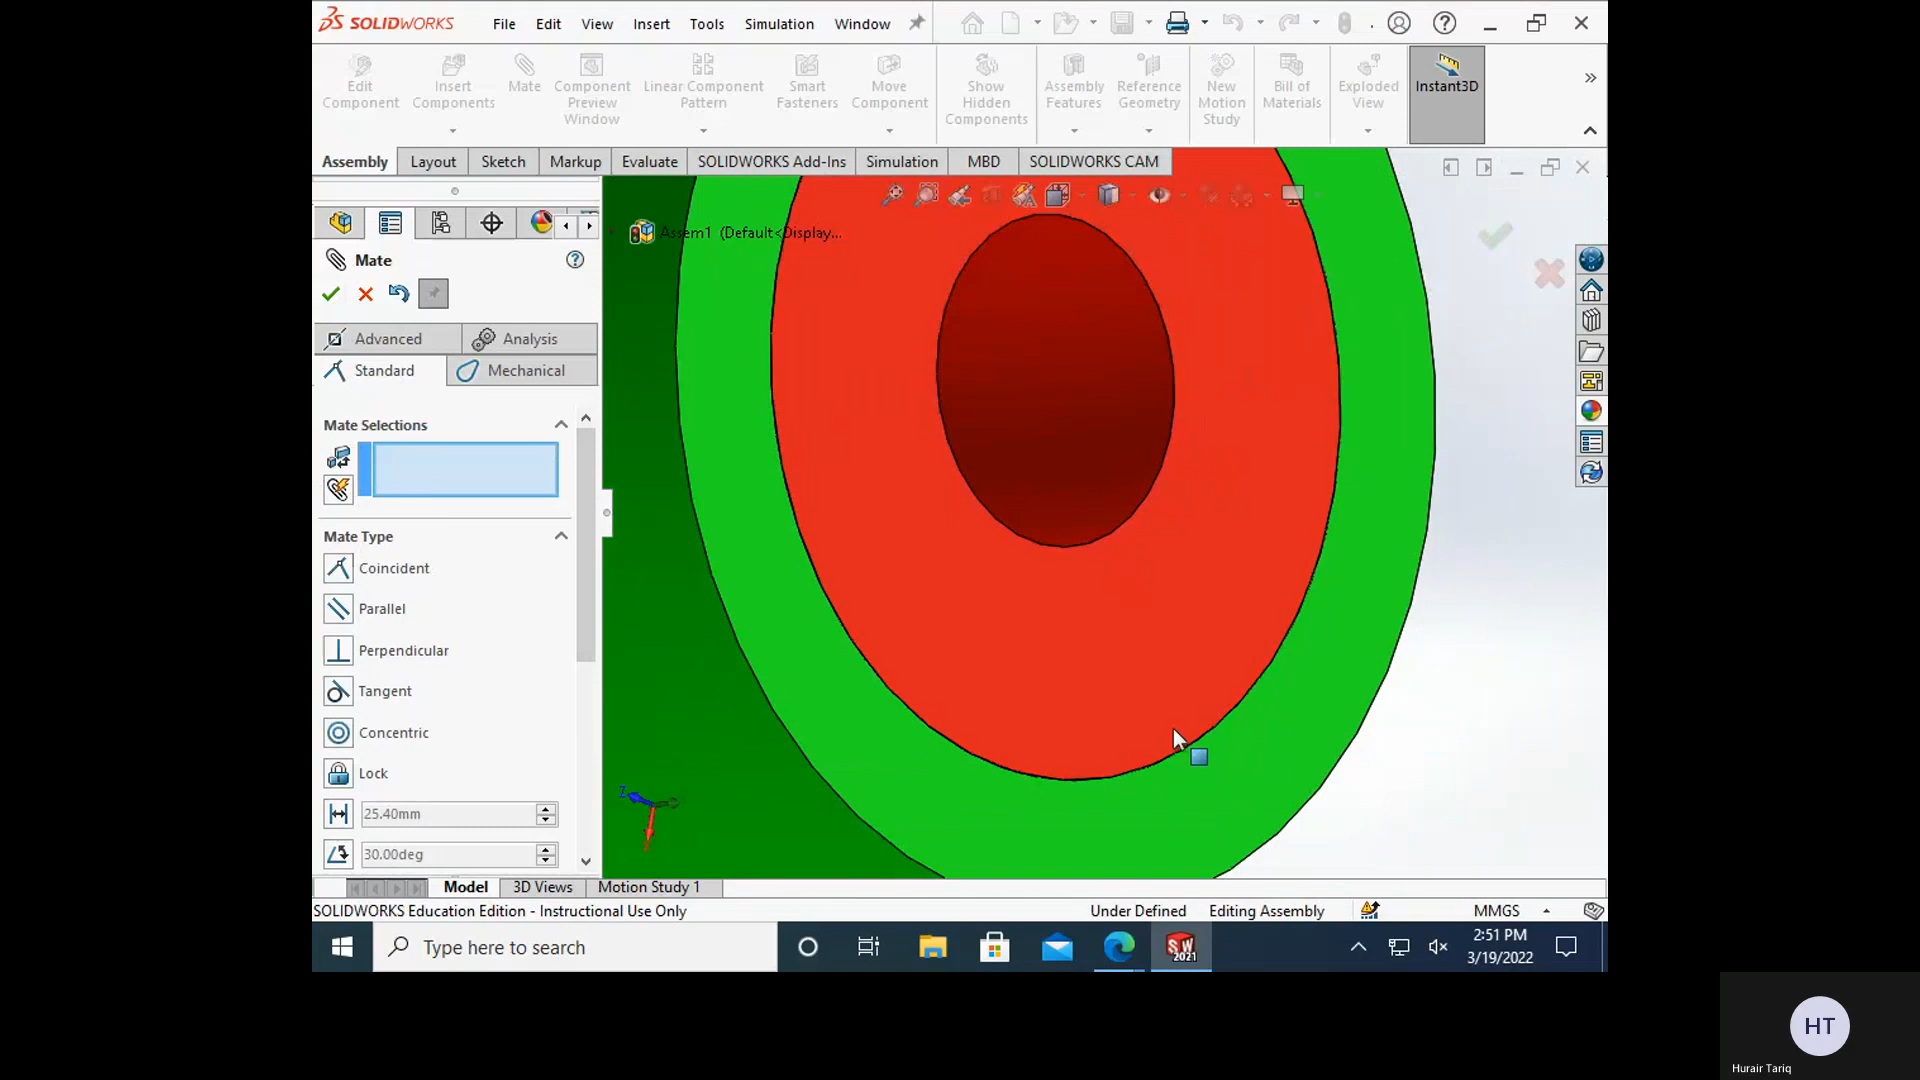 SOLIDWORKS File Edit View Insert Tools Simulation Window
Edit Component
Insert Components
Mate
Component Preview Window
Linear Component Pattern
Smart Fasteners
Move Component
Show Hidden Components
Assembly Features
Reference Geometry
New Motion Study
Bill of Materials
Exploded View
Instant3D
Assembly Layout Sketch Markup Evaluate SOLIDWORKS Add-Ins Simulation MBD SOLIDWORKS CAM
Assem1 (Default<Display...
Mate
Advanced Analysis
Standard Mechanical
Mate Selections
Mate Type
Coincident
Parallel
Perpendicular
Tangent
Concentric
Lock
25.40mm
30.00deg
Z
Model 3D Views Motion Study 1
SOLIDWORKS Education Edition - Instructional Use Only Under Defined Editing Assembly MMGS
Type here to search
SW 2021
2:51 PM
3/19/2022
HT
Hurair Tariq